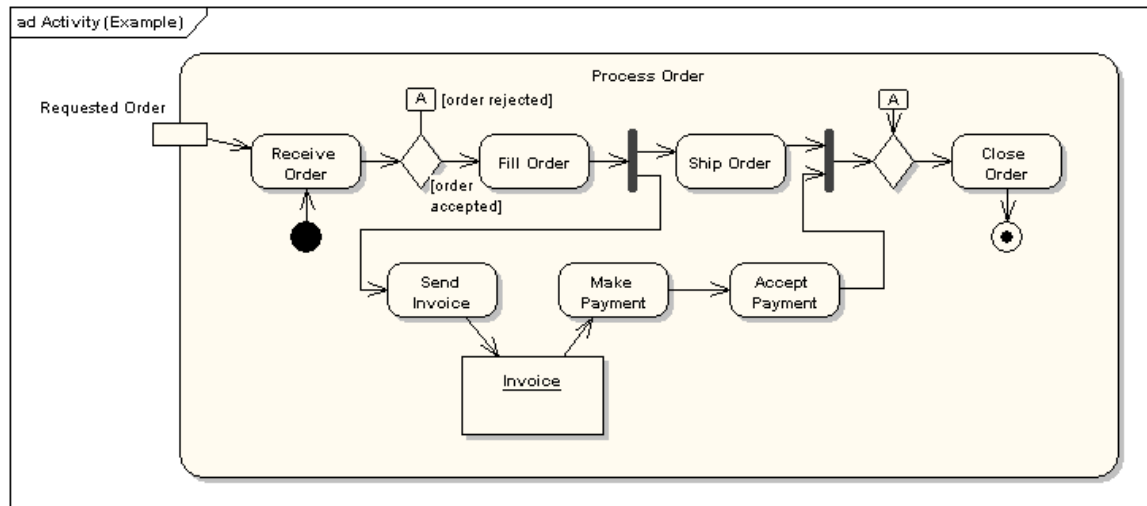 ad Activity (Example)
Process Order
Requested Order
A
[order rejected]
A
Receive
Order
Fill Order
Ship Order
Close
Order
[order
accepted]
Send
Invoice
Make
Payment
Accept
Payment
Invoice